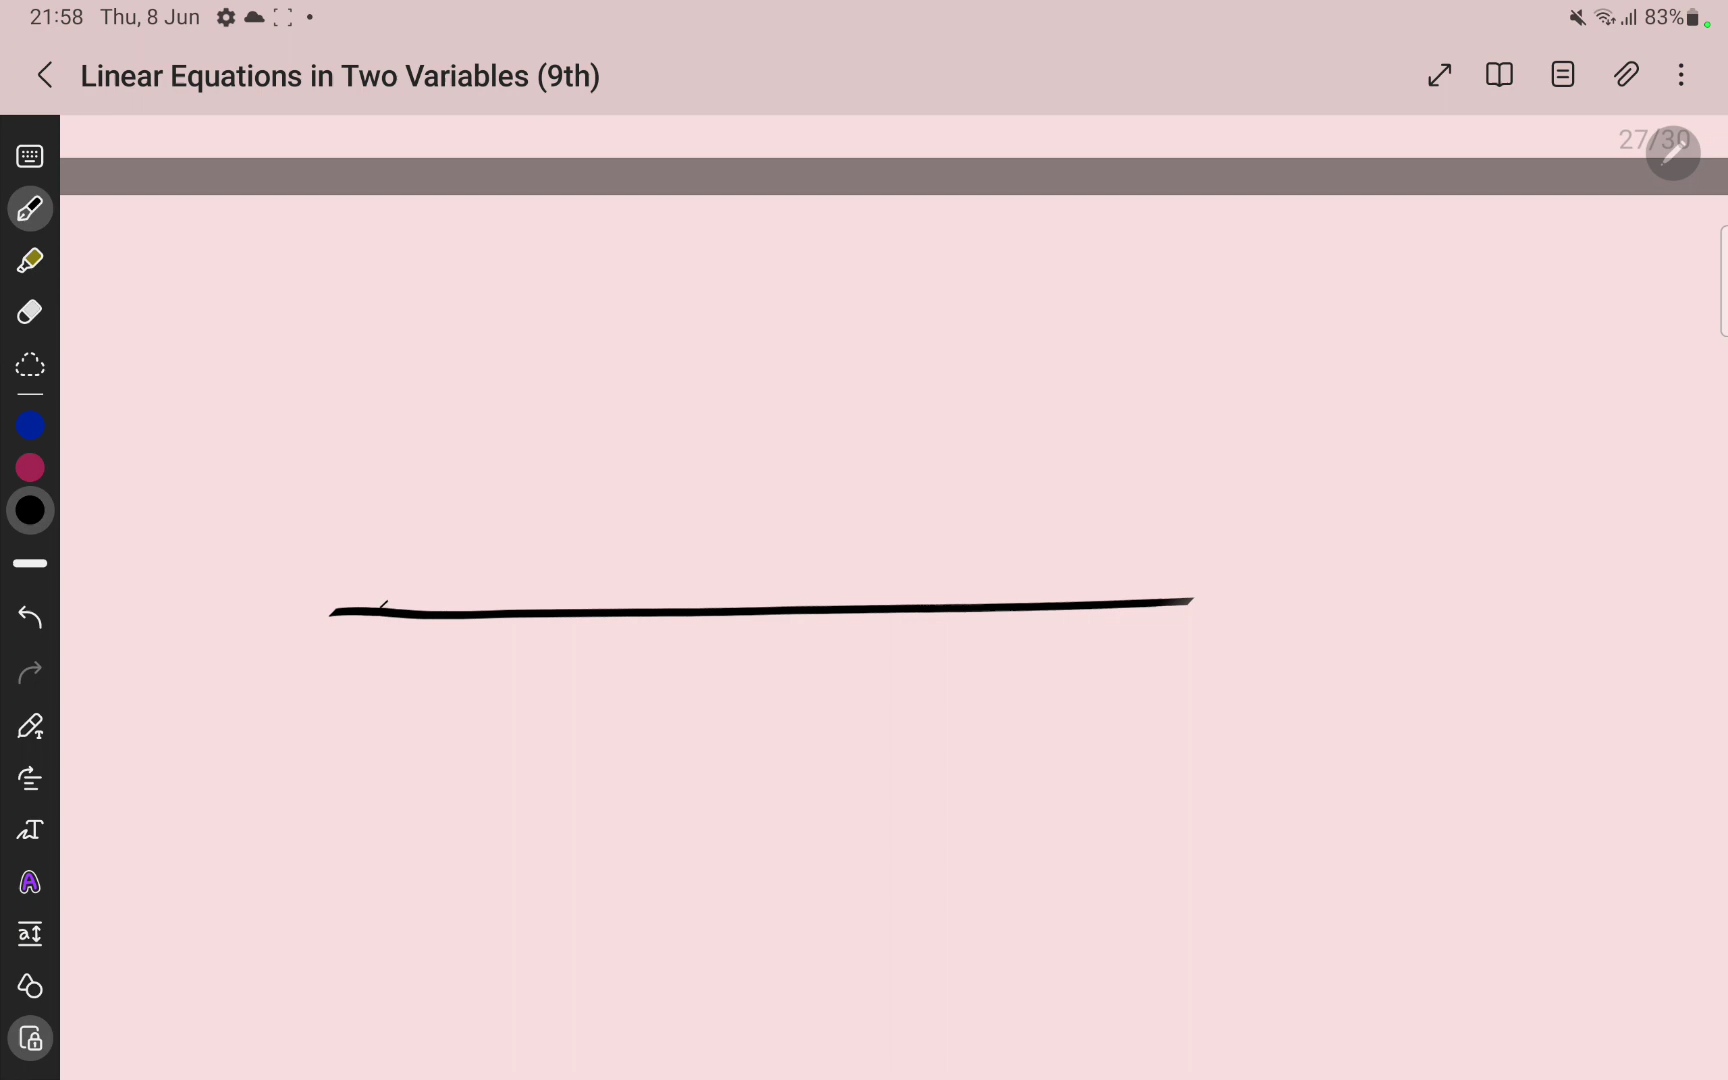 21:58 Thu, 8 Jun 83%
Linear Equations in Two Variables (9th)
27/30